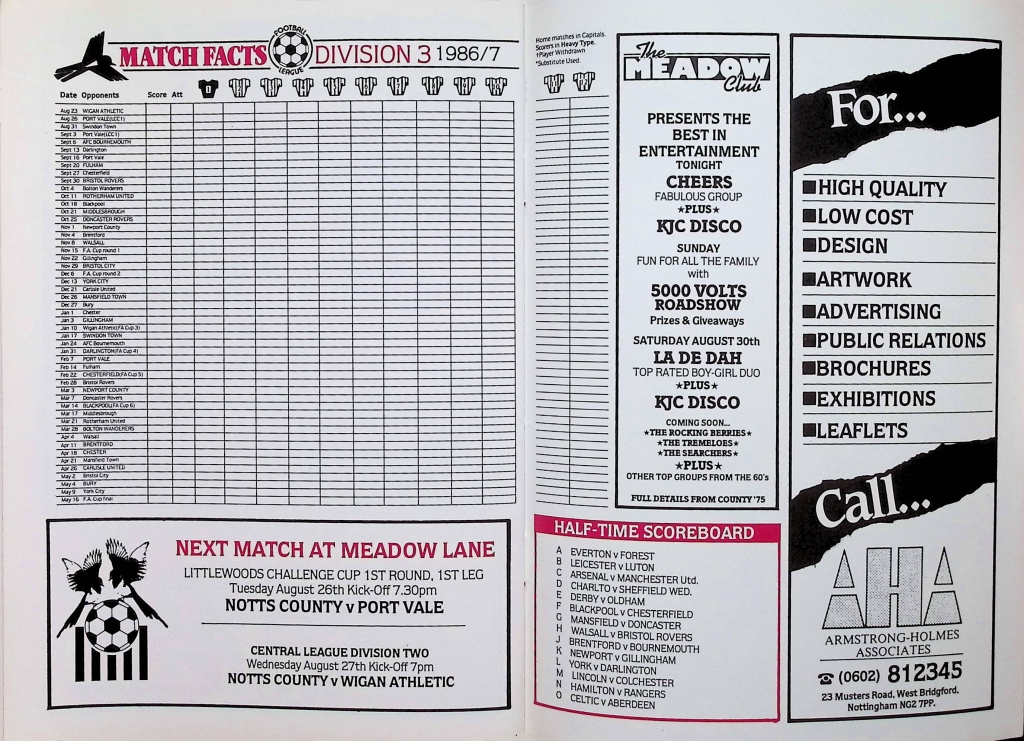 MATCH FACTS
FOOTBALL LEAGUE
DIVISION 3 1986/7
Date Opponents Score Att
Aug 23 WIGAN ATHLETIC
Aug 26 PORT VALE(LCC1)
Aug 31 Swindon Town
Sept 3 Port Vale(LCC1)
Sept 6 AFC BOURNEMOUTH
Sept 13 Darlington
Sept 16 Port Vale
Sept 20 FULHAM
Sept 27 Chesterfield
Sept 30 BRISTOL ROVERS
Oct 4 Bolton Wanderers
Oct 11 ROTHERHAM UNITED
Oct 18 Blackpool
Oct 21 MIDDLESBROUGH
Oct 25 DONCASTER ROVERS
Nov 1 Newport County
Nov 4 Brentford
Nov 8 WALSALL
Nov 15 F.A. Cup round 1
Nov 22 Gillingham
Nov 29 BRISTOL CITY
Dec 6 F.A. Cup round 2
Dec 13 YORK CITY
Dec 21 Carlisle United
Dec 26 MANSFIELD TOWN
Dec 27 Bury
Jan 1 Chester
Jan 3 GILLINGHAM
Jan 10 Wigan Athletic(FA Cup 3)
Jan 17 SWINDON TOWN
Jan 24 AFC Bournemouth
Jan 31 DARLINGTON(FA Cup 4)
Feb 7 PORT VALE
Feb 14 Fulham
Feb 22 CHESTERFIELD(FA Cup 5)
Feb 28 Bristol Rovers
Mar 3 NEWPORT COUNTY
Mar 7 Doncaster Rovers
Mar 14 BLACKPOOL(FA Cup 6)
Mar 17 Middlesbrough
Mar 21 Rotherham United
Mar 28 BOLTON WANDERERS
Apr 4 Walsall
Apr 11 BRENTFORD
Apr 18 CHESTER
Apr 21 Mansfield Town
Apr 26 CARLISLE UNITED
May 2 Bristol City
May 4 BURY
May 9 York City
May 16 F.A. Cup final
NEXT MATCH AT MEADOW LANE
LITTLEWOODS CHALLENGE CUP 1ST ROUND, 1ST LEG
Tuesday August 26th Kick-Off 7.30pm
NOTTS COUNTY v PORT VALE
CENTRAL LEAGUE DIVISION TWO
Wednesday August 27th Kick-Off 7pm
NOTTS COUNTY v WIGAN ATHLETIC
Home matches in Capitals.
Scorers in Heavy Type.
†Player Withdrawn
*Substitute Used.
The
MEADOW
Club
PRESENTS THE
BEST IN
ENTERTAINMENT
TONIGHT
CHEERS
FABULOUS GROUP
★PLUS★
KJC DISCO
SUNDAY
FUN FOR ALL THE FAMILY
with
5000 VOLTS
ROADSHOW
Prizes & Giveaways
SATURDAY AUGUST 30th
LA DE DAH
TOP RATED BOY-GIRL DUO
★PLUS★
KJC DISCO
COMING SOON...
★THE ROCKING BERRIES★
★THE TREMELOES★
★THE SEARCHERS★
★PLUS★
OTHER TOP GROUPS FROM THE 60's
FULL DETAILS FROM COUNTY '75
HALF-TIME SCOREBOARD
A EVERTON v FOREST
B LEICESTER v LUTON
C ARSENAL v MANCHESTER Utd.
D CHARLTO v SHEFFIELD WED.
E DERBY v OLDHAM
F BLACKPOOL v CHESTERFIELD
G MANSFIELD v DONCASTER
H WALSALL v BRISTOL ROVERS
J BRENTFORD v BOURNEMOUTH
K NEWPORT v GILLINGHAM
L YORK v DARLINGTON
M LINCOLN v COLCHESTER
N HAMILTON v RANGERS
O CELTIC v ABERDEEN
For...
■HIGH QUALITY
■LOW COST
■DESIGN
■ARTWORK
■ADVERTISING
■PUBLIC RELATIONS
■BROCHURES
■EXHIBITIONS
■LEAFLETS
Call...
AHA
ARMSTRONG-HOLMES
ASSOCIATES
☎ (0602) 812345
23 Musters Road, West Bridgford,
Nottingham NG2 7PP.